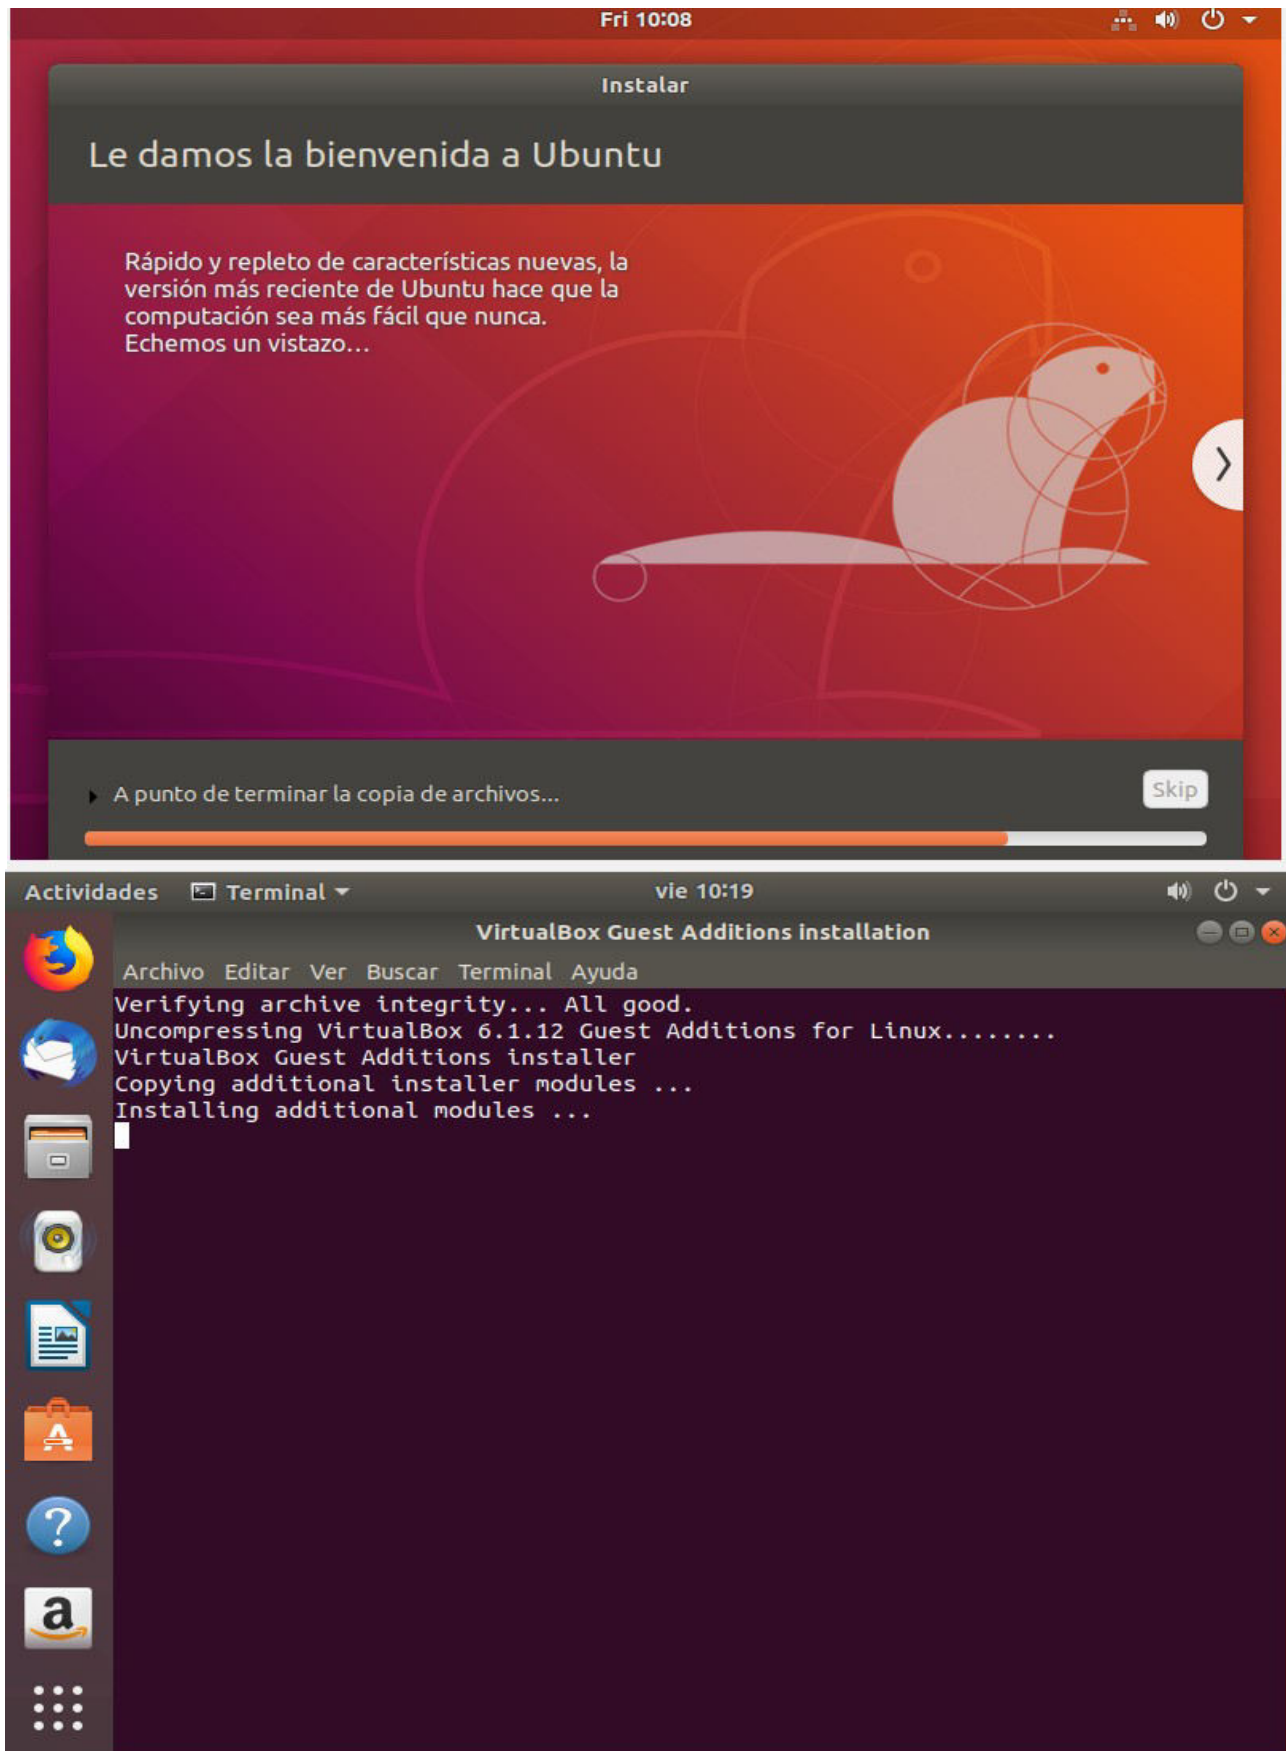 Fri 10:08
Instalar
Le damos la bienvenida a Ubuntu
Rápido y repleto de características nuevas, la
versión más reciente de Ubuntu hace que la
computación sea más fácil que nunca.
Echemos un vistazo...
A punto de terminar la copia de archivos...
Skip
Actividades Terminal vie 10:19
VirtualBox Guest Additions installation
Archivo Editar Ver Buscar Terminal Ayuda
Verifying archive integrity... All good.
Uncompressing VirtualBox 6.1.12 Guest Additions for Linux........
VirtualBox Guest Additions installer
Copying additional installer modules ...
Installing additional modules ...